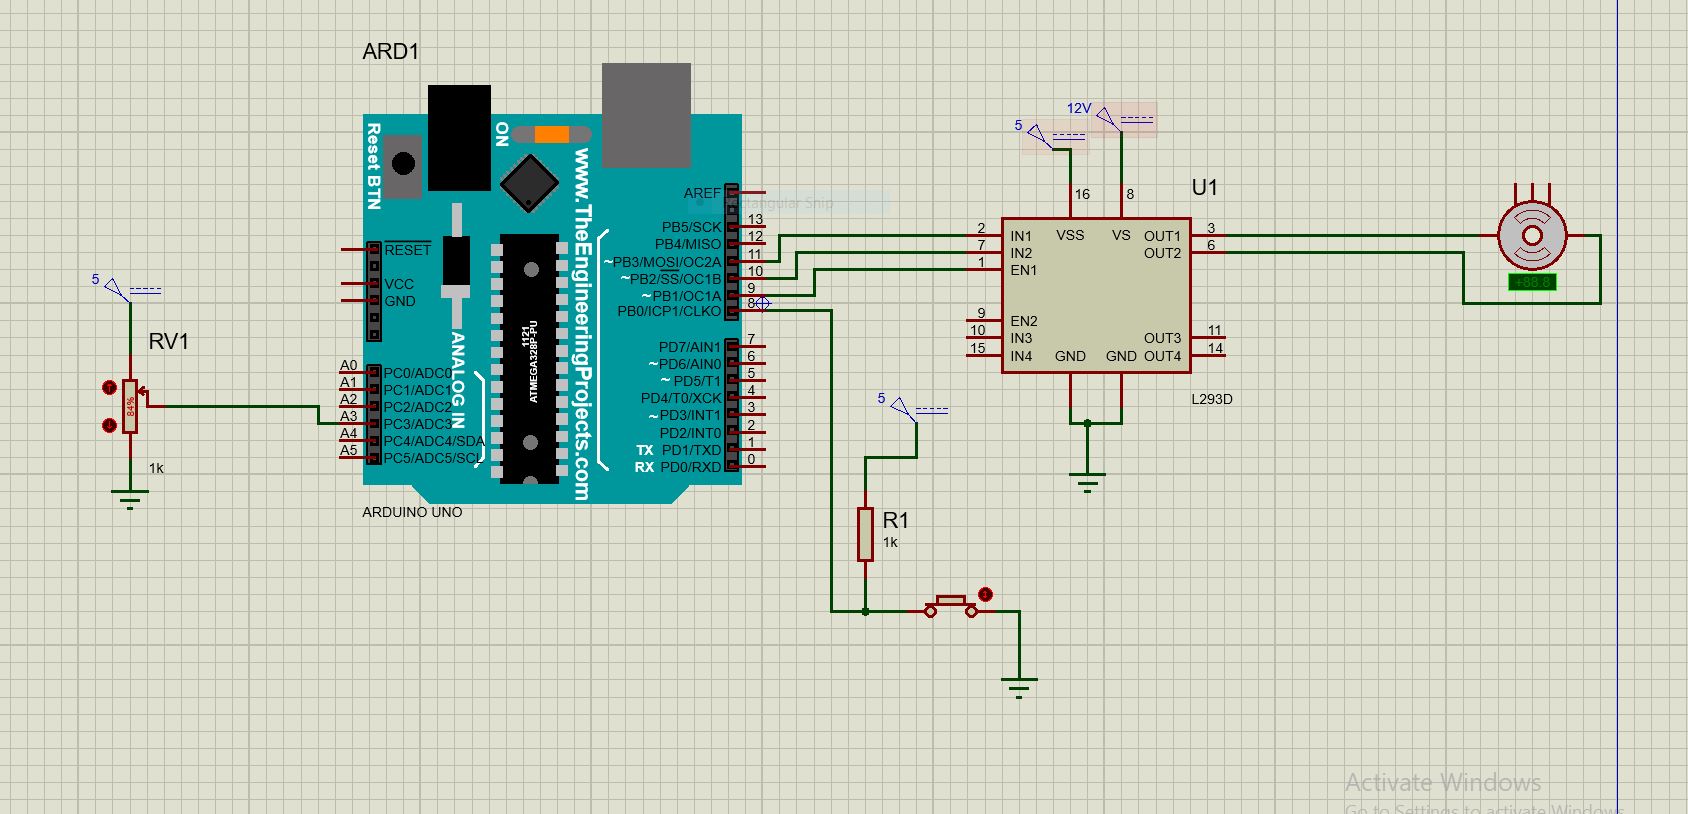 ARD1
Reset BTN
ON
www.TheEngineeringProjects.com
AREF
Rectangular Snip
PB5/SCK 13
PB4/MISO 12
~PB3/MOSI/OC2A 11
~PB2/SS/OC1B 10
~PB1/OC1A 9
PB0/ICP1/CLKO 8
RESET
VCC
GND
1121
ATMEGA328P-PU
ANALOG IN
A0 PC0/ADC0
A1 PC1/ADC1
A2 PC2/ADC2
A3 PC3/ADC3
A4 PC4/ADC4/SDA
A5 PC5/ADC5/SCL
PD7/AIN1 7
~PD6/AIN0 6
~PD5/T1 5
PD4/T0/XCK 4
~PD3/INT1 3
PD2/INT0 2
TX PD1/TXD 1
RX PD0/RXD 0
ARDUINO UNO
5
RV1
84%
1k
12V
5
16
8
U1
2 IN1
7 IN2
1 EN1
VSS
VS
OUT1 3
OUT2 6
9 EN2
10 IN3
15 IN4
GND
GND
OUT3 11
OUT4 14
L293D
+88.8
5
R1
1k
Activate Windows
Go to Settings to activate Windows.